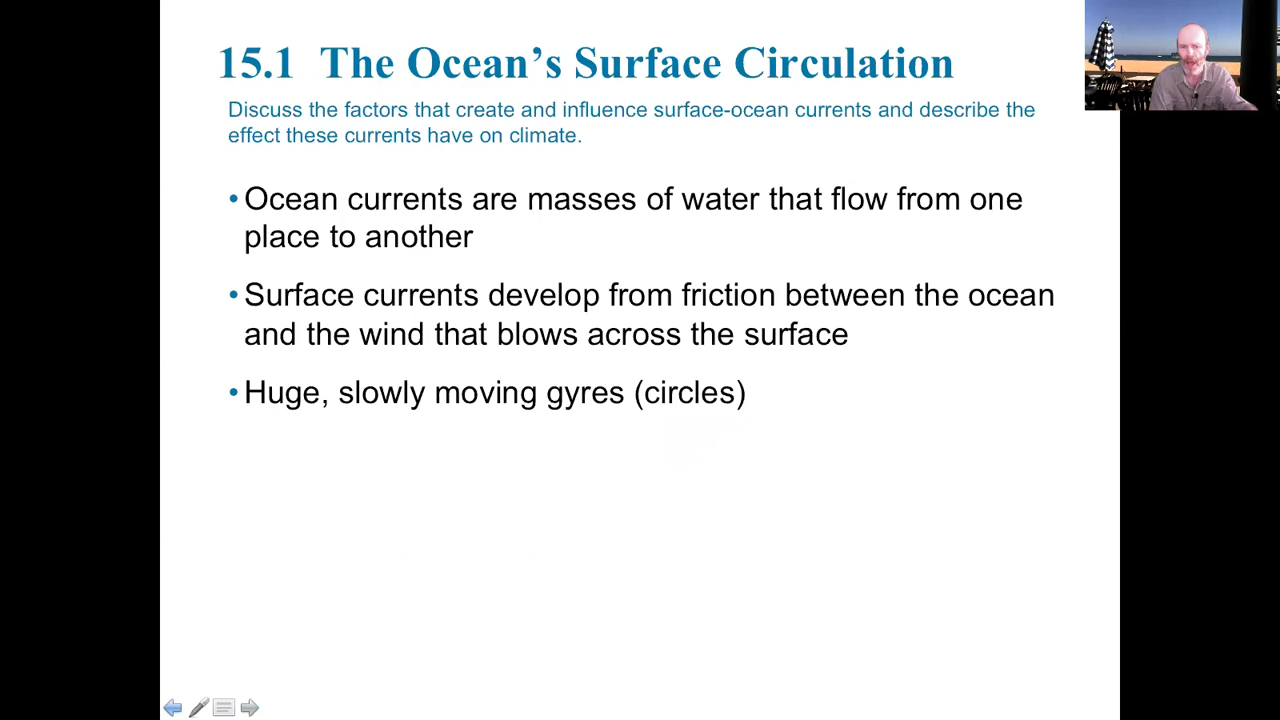 15.1 The Ocean’s Surface Circulation
Discuss the factors that create and influence surface-ocean currents and describe the
effect these currents have on climate.
•Ocean currents are masses of water that flow from one
place to another
•Surface currents develop from friction between the ocean
and the wind that blows across the surface
•Huge, slowly moving gyres (circles)